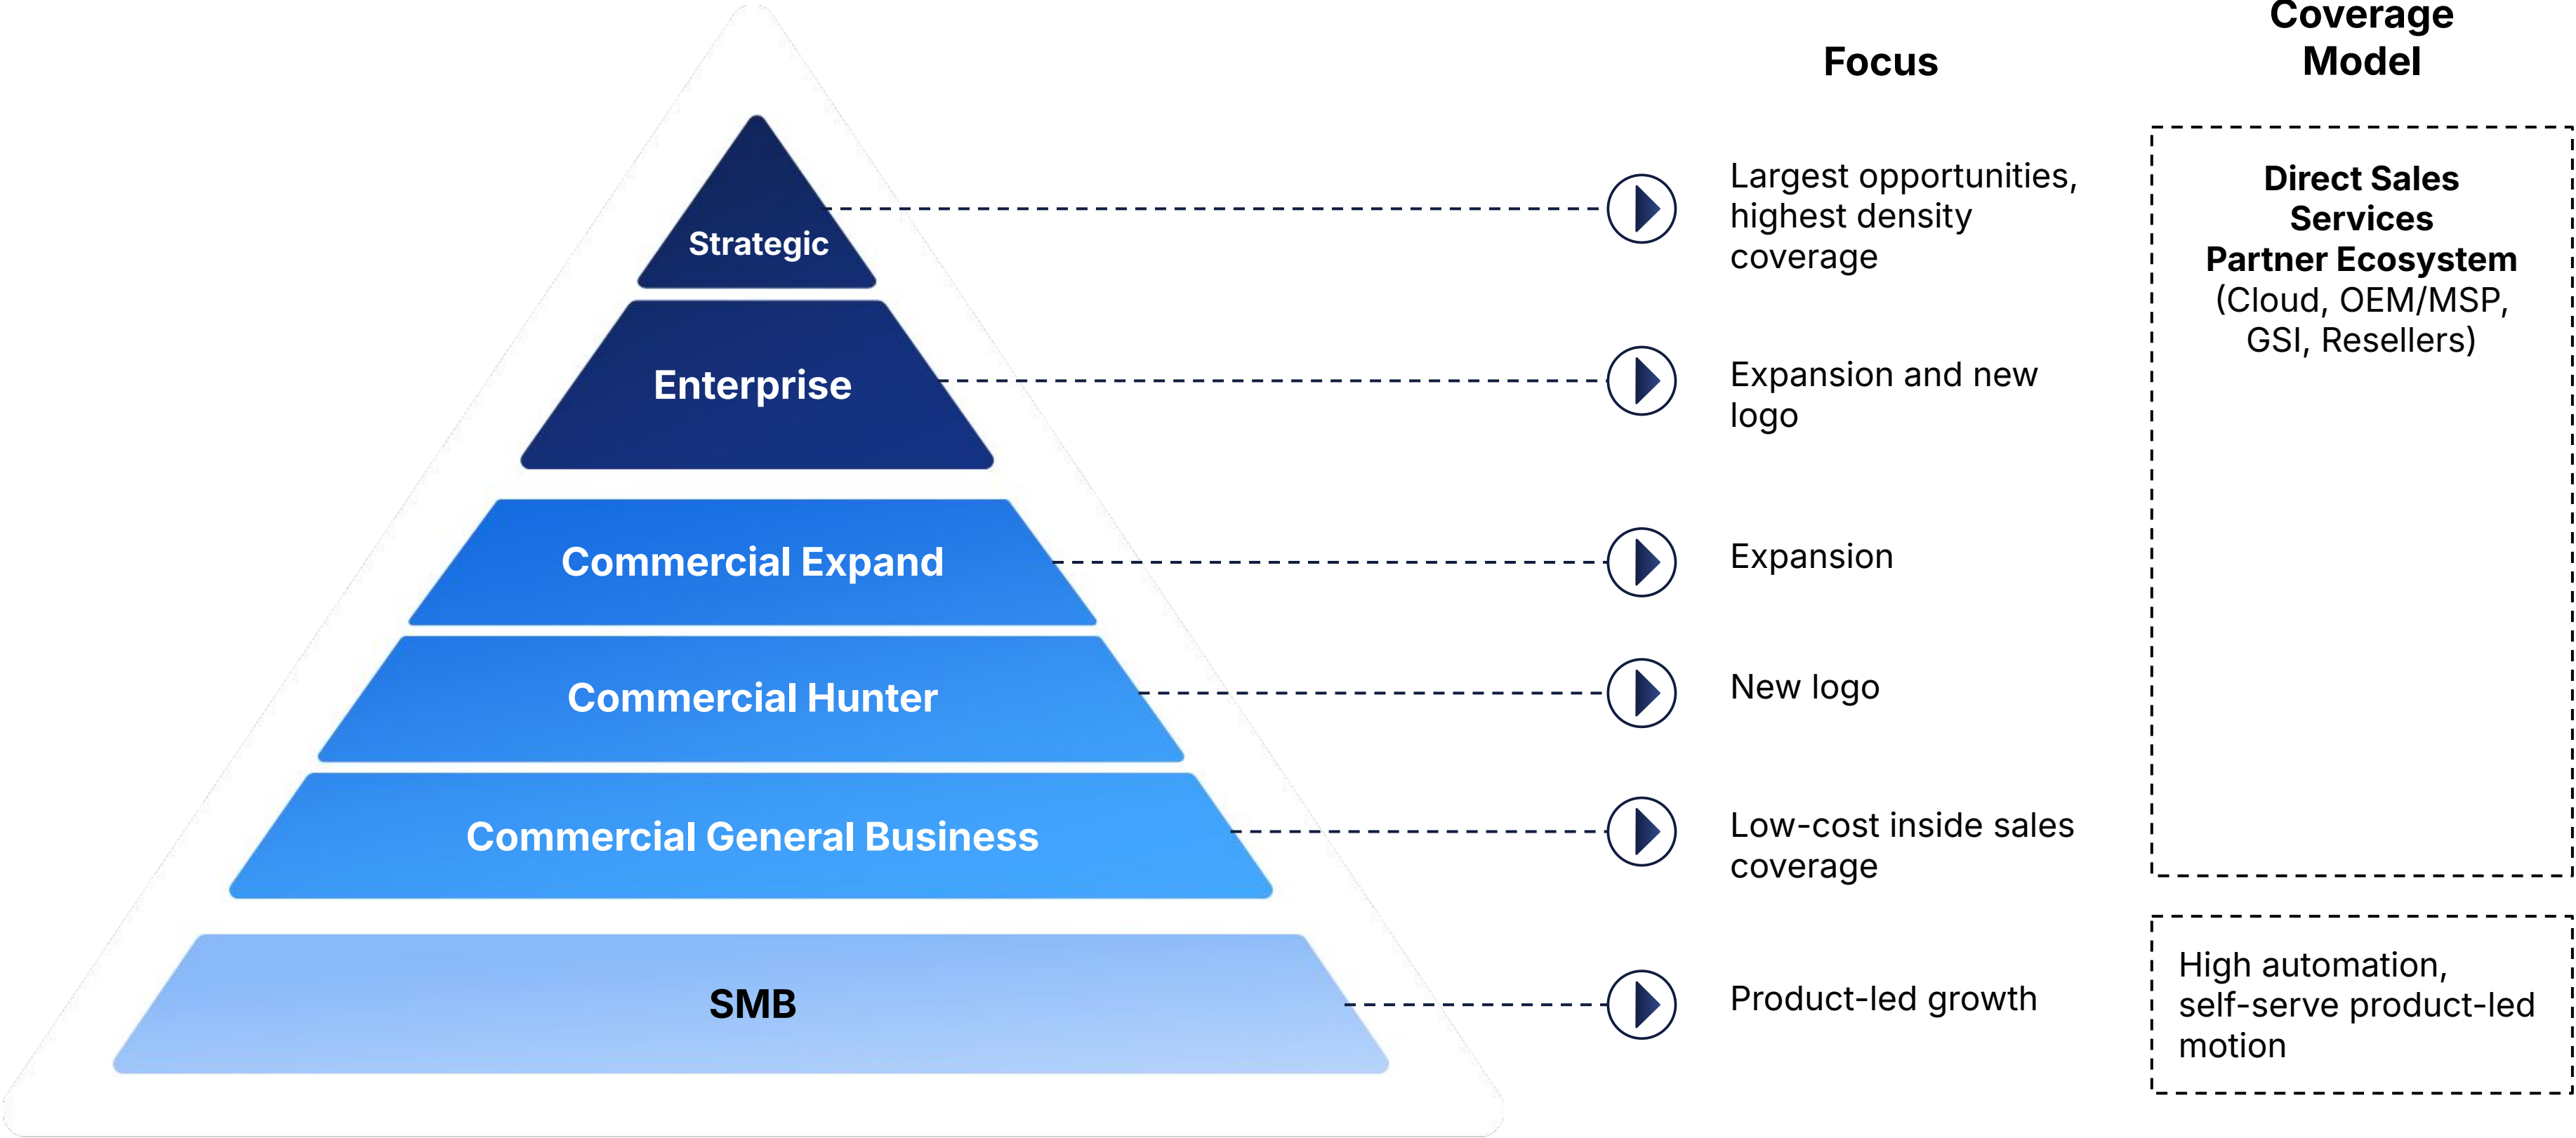 Focus
Coverage
Model
Strategic
Largest opportunities,
highest density
coverage
Enterprise
Expansion and new
logo
Commercial Expand
Expansion
Commercial Hunter
New logo
Commercial General Business
Low-cost inside sales
coverage
SMB
Product-led growth
Direct Sales
Services
Partner Ecosystem
(Cloud, OEM/MSP,
GSI, Resellers)
High automation,
self-serve product-led
motion